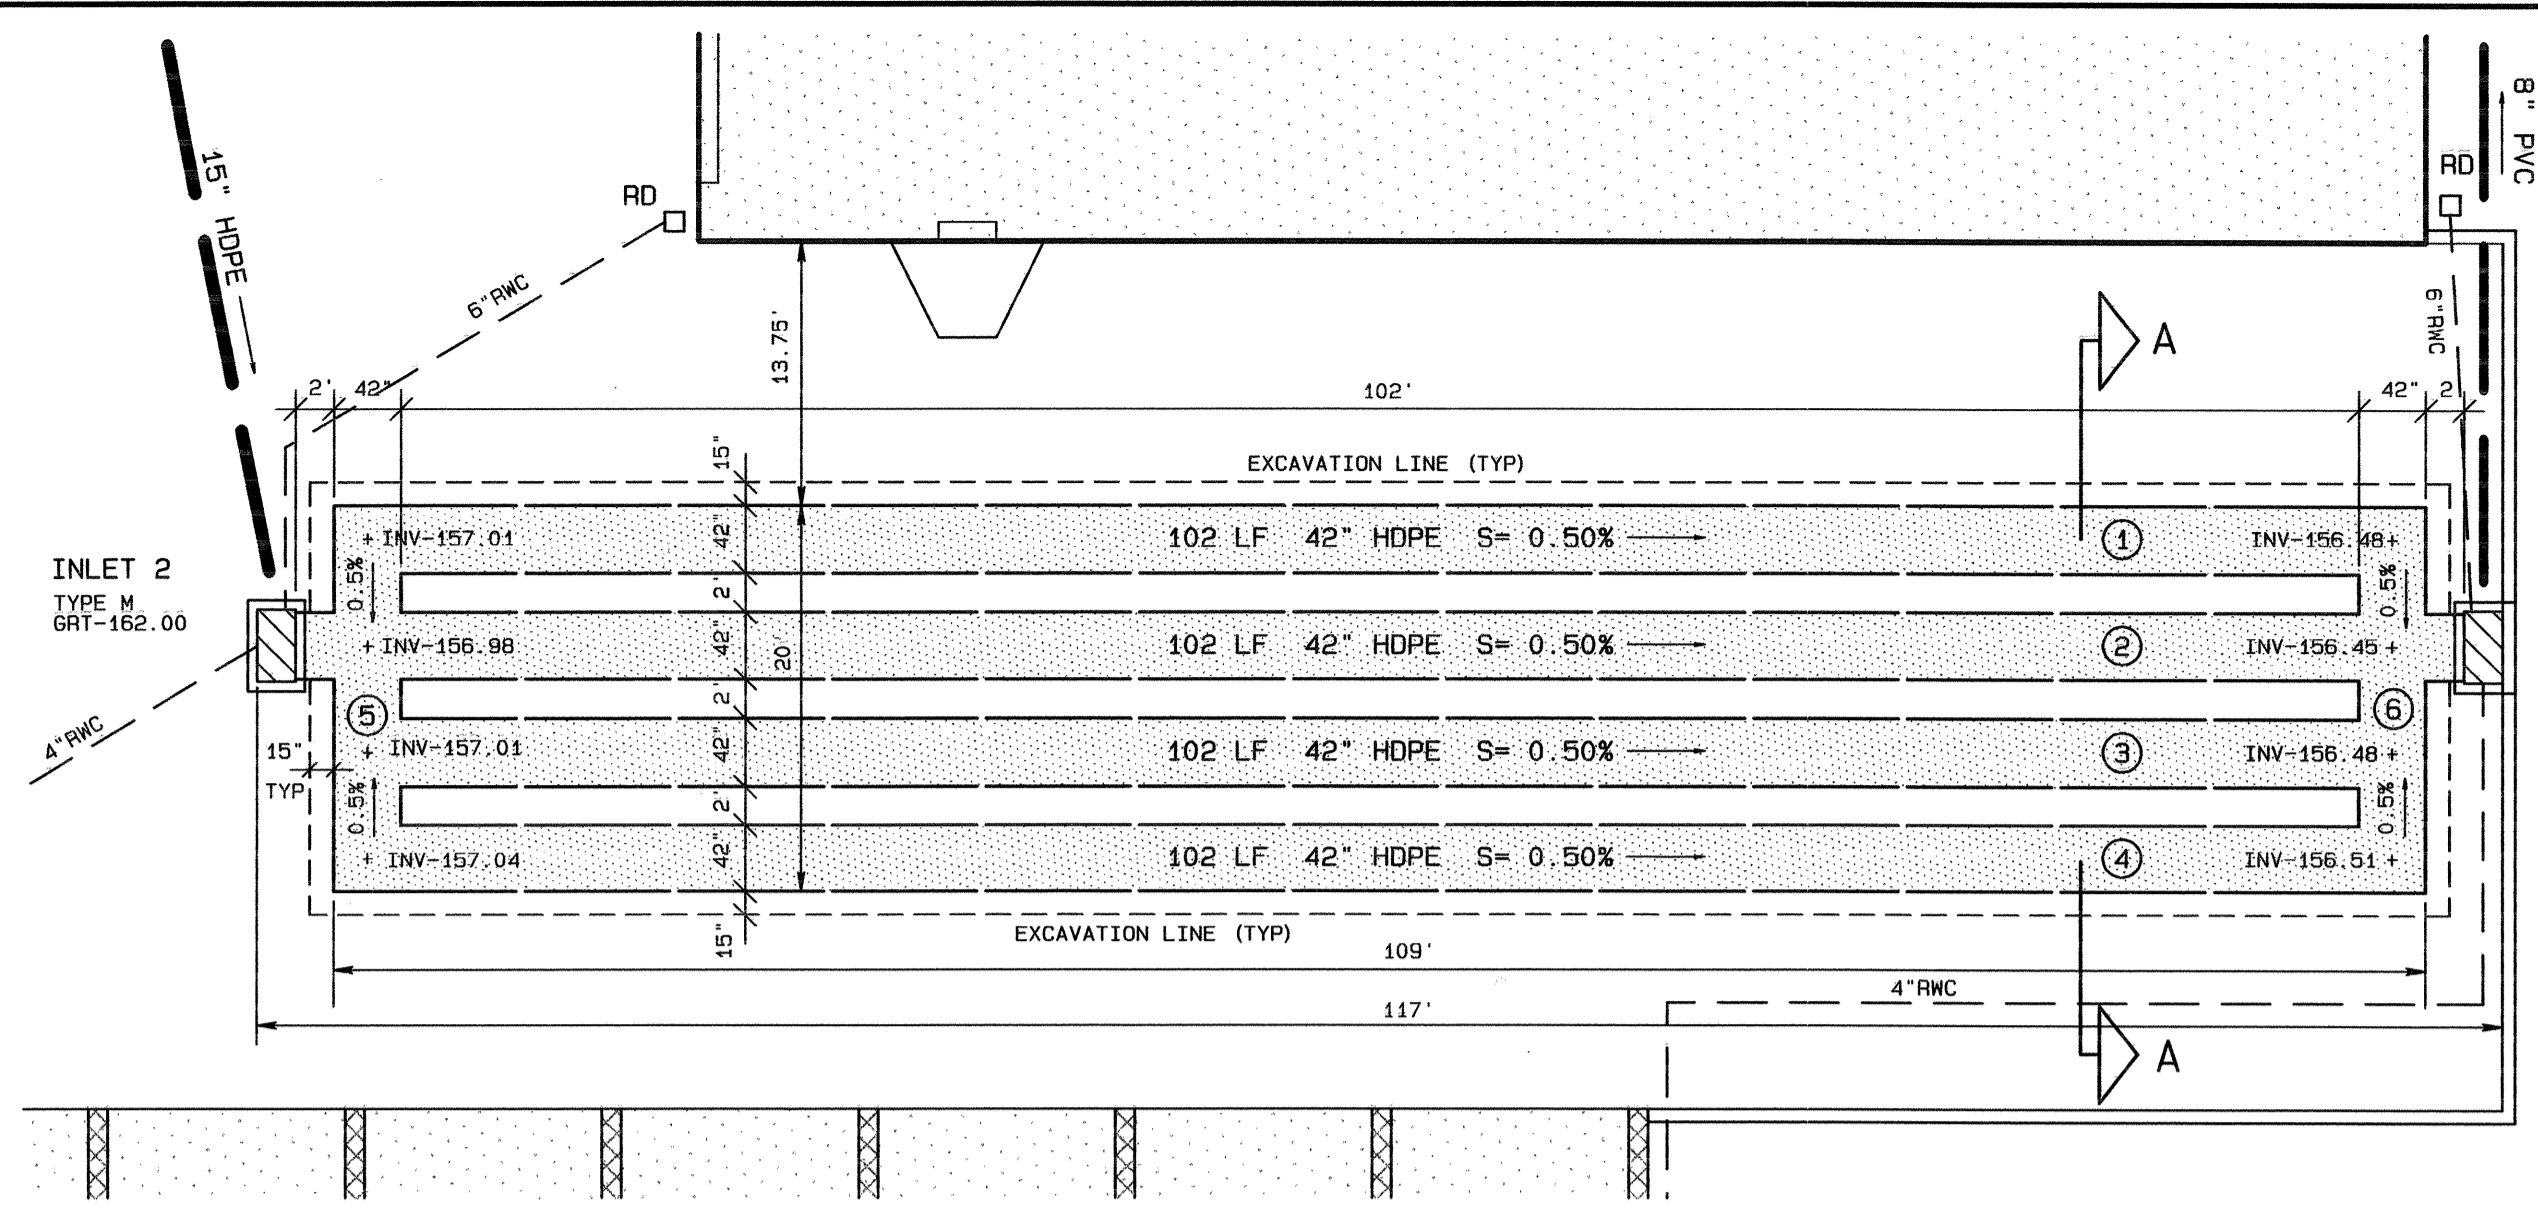 15" HDPE
RD
6"RWC
8" PVC
RD
6"RWC
13.75'
A
2'
42"
102'
42"
2'
15"
EXCAVATION LINE (TYP)
INLET 2
TYPE M
GRT-162.00
+ INV-157.01
42"
102 LF 42" HDPE S= 0.50%
1
INV-156.48+
0.5%
2'
0.5%
+ INV-156.98
42"
20'
102 LF 42" HDPE S= 0.50%
2
INV-156.45 +
5
2'
6
4"RWC
15"
TYP
+ INV-157.01
42"
102 LF 42" HDPE S= 0.50%
3
INV-156.48 +
0.5%
2'
0.5%
+ INV-157.04
42"
102 LF 42" HDPE S= 0.50%
4
INV-156.51 +
15"
EXCAVATION LINE (TYP)
109'
4"RWC
117'
A